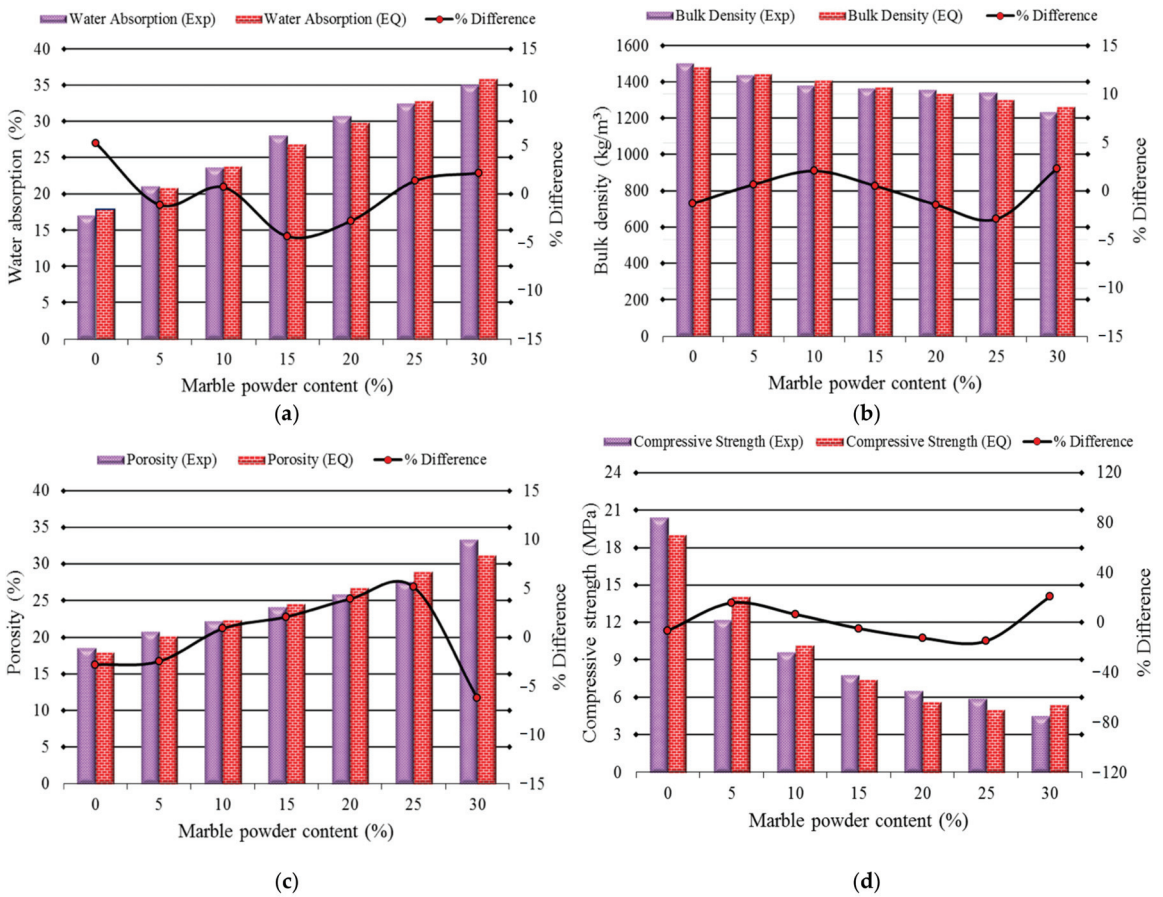 Water Absorption (Exp) Water Absorption (EQ) % Difference
40 15
35 10
30 5
25
20 0
15 −5
10
5 −10
0 −15
Water absorption (%)
% Difference
0 5 10 15 20 25 30
Marble powder content (%)
(a)
Bulk Density (Exp) Bulk Density (EQ) % Difference
1600 15
1400 10
1200
1000 5
800 0
600 −5
400
200 −10
0 −15
Bulk density (kg/m³)
% Difference
0 5 10 15 20 25 30
Marble powder content (%)
(b)
Porosity (Exp) Porosity (EQ) % Difference
40 15
35 10
30 5
25
20 0
15 −5
10
5 −10
0 −15
Porosity (%)
% Difference
0 5 10 15 20 25 30
Marble powder content (%)
(c)
Compressive Strength (Exp) Compressive Strength (EQ) % Difference
24 120
21 80
18
15 40
12 0
9 −40
6
3 −80
0 −120
Compressive strength (MPa)
% Difference
0 5 10 15 20 25 30
Marble powder content (%)
(d)